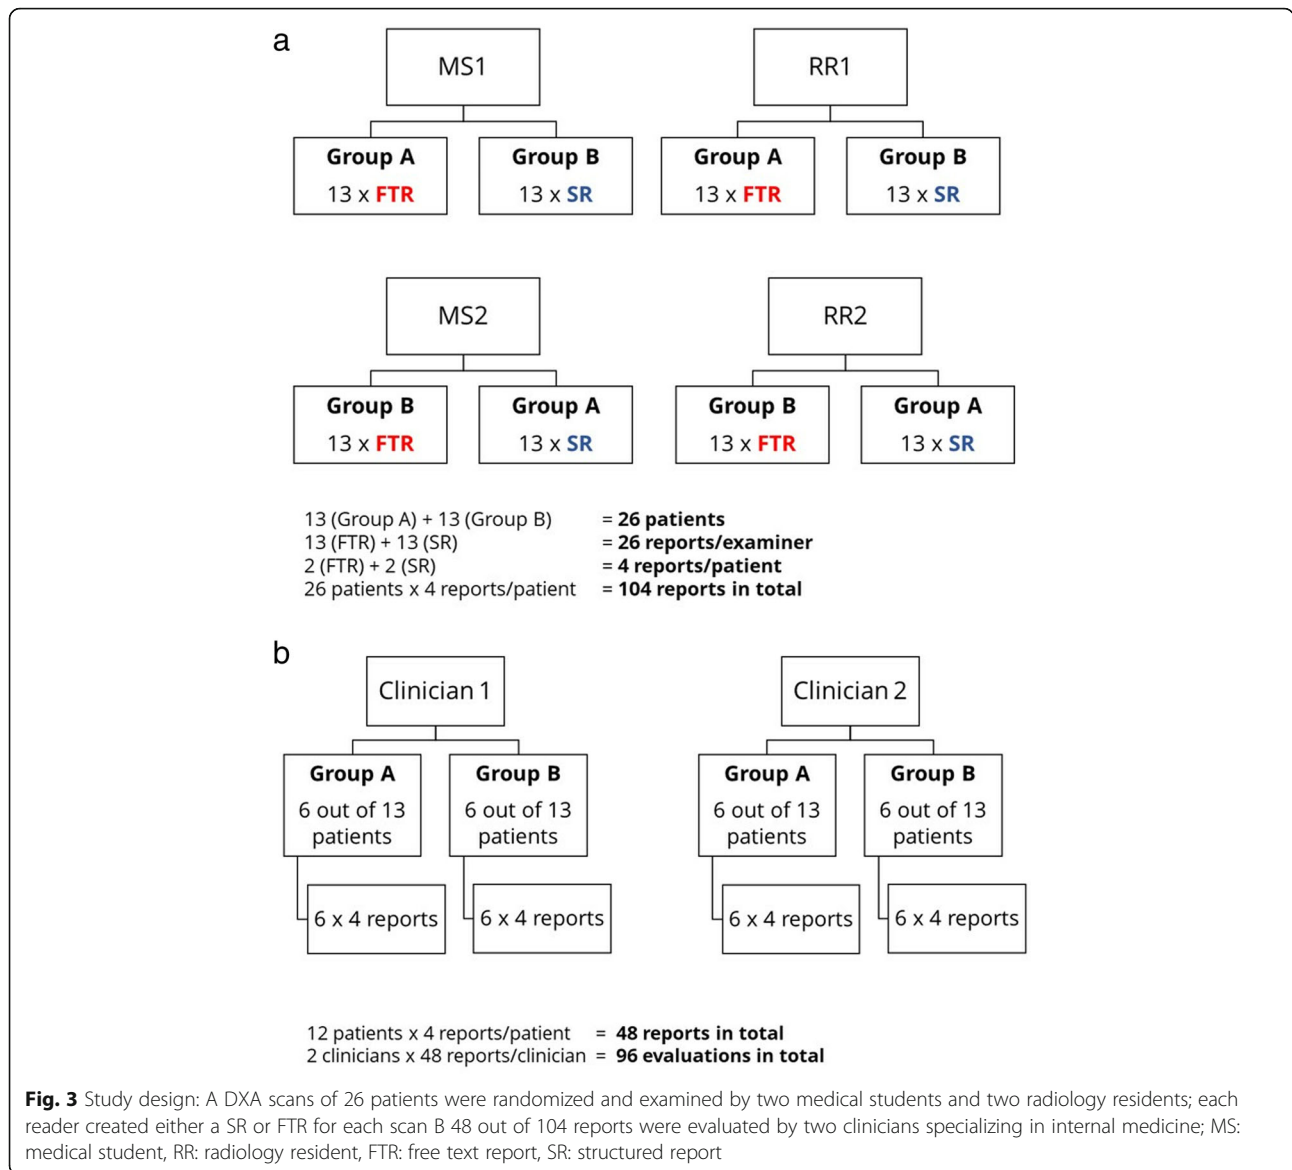 a
MS1
RR1
Group A
13 x FTR
Group B
13 x SR
Group A
13 x FTR
Group B
13 x SR
MS2
RR2
Group B
13 x FTR
Group A
13 x SR
Group B
13 x FTR
Group A
13 x SR
13 (Group A) + 13 (Group B) = 26 patients
13 (FTR) + 13 (SR) = 26 reports/examiner
2 (FTR) + 2 (SR) = 4 reports/patient
26 patients x 4 reports/patient = 104 reports in total
b
Clinician 1
Clinician 2
Group A
6 out of 13
patients
Group B
6 out of 13
patients
Group A
6 out of 13
patients
Group B
6 out of 13
patients
6 x 4 reports
6 x 4 reports
6 x 4 reports
6 x 4 reports
12 patients x 4 reports/patient = 48 reports in total
2 clinicians x 48 reports/clinician = 96 evaluations in total
Fig. 3 Study design: A DXA scans of 26 patients were randomized and examined by two medical students and two radiology residents; each
reader created either a SR or FTR for each scan B 48 out of 104 reports were evaluated by two clinicians specializing in internal medicine; MS:
medical student, RR: radiology resident, FTR: free text report, SR: structured report